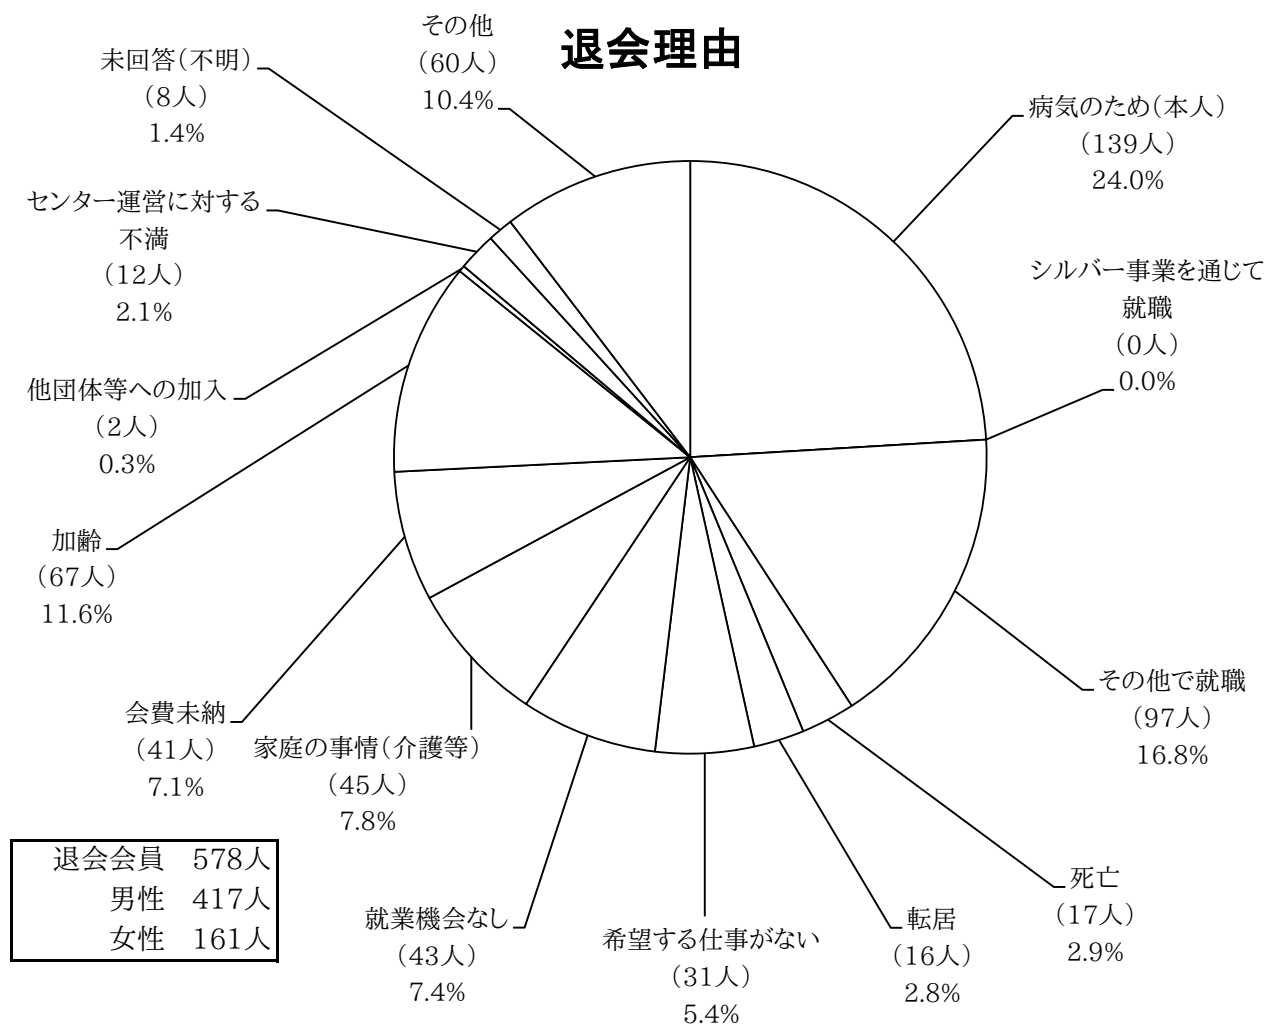 退会理由
病気のため（本人）
（139人）
24.0%
シルバー事業を通じて
就職
（0人）
0.0%
その他で就職
（97人）
16.8%
死亡
（17人）
2.9%
転居
（16人）
2.8%
希望する仕事がない
（31人）
5.4%
就業機会なし
（43人）
7.4%
家庭の事情（介護等）
（45人）
7.8%
会費未納
（41人）
7.1%
加齢
（67人）
11.6%
他団体等への加入
（2人）
0.3%
センター運営に対する
不満
（12人）
2.1%
未回答（不明）
（8人）
1.4%
その他
（60人）
10.4%
退会会員 578人
男性 417人
女性 161人